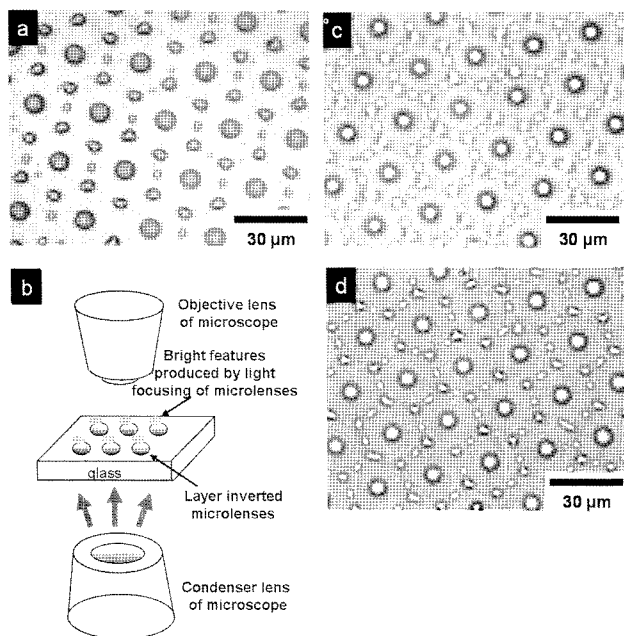 a
30 µm
c
30 µm
b
Objective lens
of microscope
Bright features
produced by light
focusing of microlenses
glass
Layer inverted
microlenses
Condenser lens
of microscope
d
30 µm